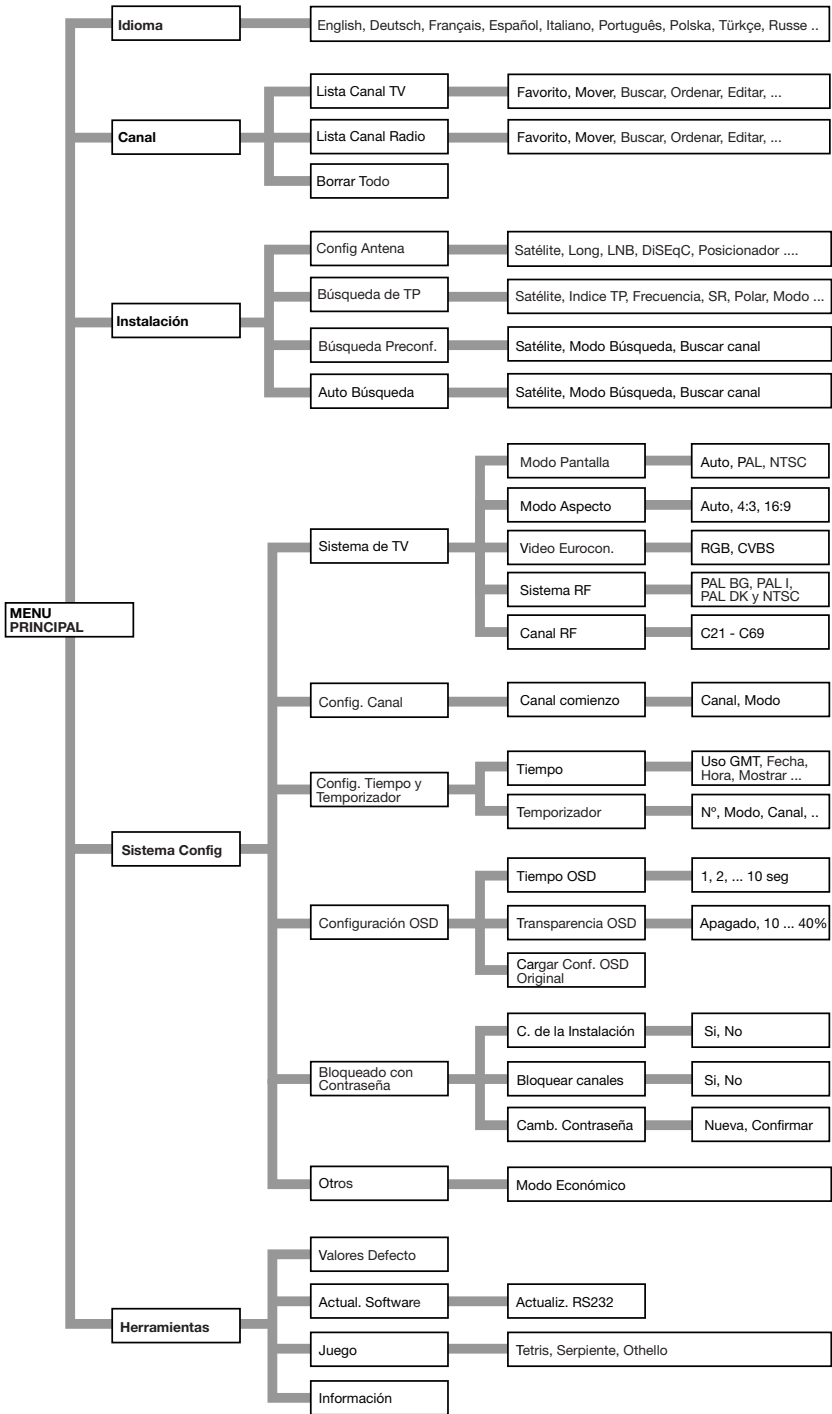 Idioma
English, Deutsch, Français, Español, Italiano, Português, Polska, Türkçe, Russe ..
Canal
Lista Canal TV
Favorito, Mover, Buscar, Ordenar, Editar, ...
Lista Canal Radio
Favorito, Mover, Buscar, Ordenar, Editar, ...
Borrar Todo
Instalación
Config Antena
Satélite, Long, LNB, DiSEqC, Posicionador ....
Búsqueda de TP
Satélite, Indice TP, Frecuencia, SR, Polar, Modo ...
Búsqueda Preconf.
Satélite, Modo Búsqueda, Buscar canal
Auto Búsqueda
Satélite, Modo Búsqueda, Buscar canal
MENU
PRINCIPAL
Sistema Config
Sistema de TV
Modo Pantalla
Auto, PAL, NTSC
Modo Aspecto
Auto, 4:3, 16:9
Video Eurocon.
RGB, CVBS
Sistema RF
PAL BG, PAL I,
PAL DK y NTSC
Canal RF
C21 - C69
Config. Canal
Canal comienzo
Canal, Modo
Config. Tiempo y
Temporizador
Tiempo
Uso GMT, Fecha,
Hora, Mostrar ...
Temporizador
Nº, Modo, Canal, ..
Configuración OSD
Tiempo OSD
1, 2, ... 10 seg
Transparencia OSD
Apagado, 10 ... 40%
Cargar Conf. OSD
Original
Bloqueado con
Contraseña
C. de la Instalación
Si, No
Bloquear canales
Si, No
Camb. Contraseña
Nueva, Confirmar
Otros
Modo Económico
Herramientas
Valores Defecto
Actual. Software
Actualiz. RS232
Juego
Tetris, Serpiente, Othello
Información